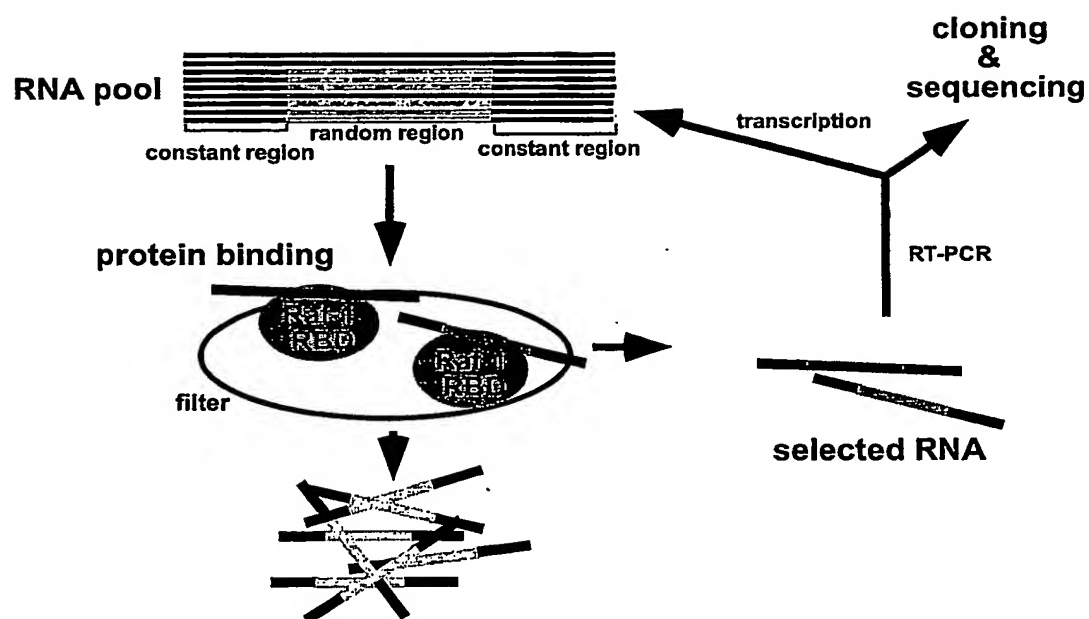 cloning
&
sequencing
RNA pool
transcription
random region
constant region
constant region
protein binding
RT-PCR
Raf-1
RBD
Raf-1
RBD
filter
selected RNA